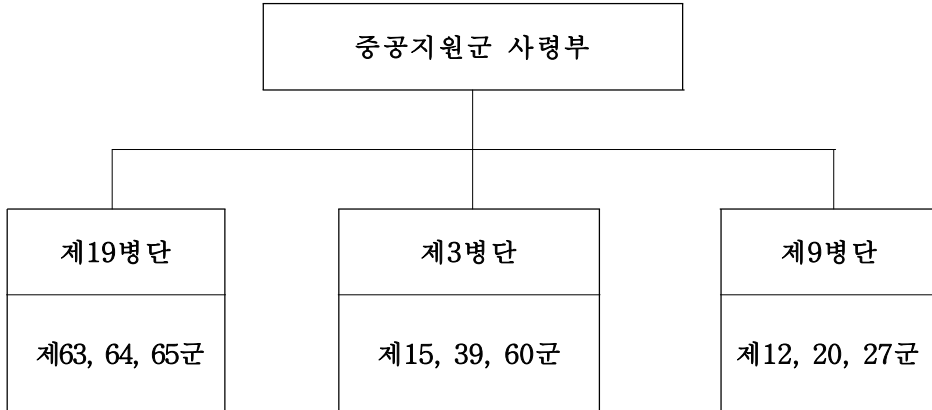 중공지원군 사령부
제19병단
제63, 64, 65군
제3병단
제15, 39, 60군
제9병단
제12, 20, 27군